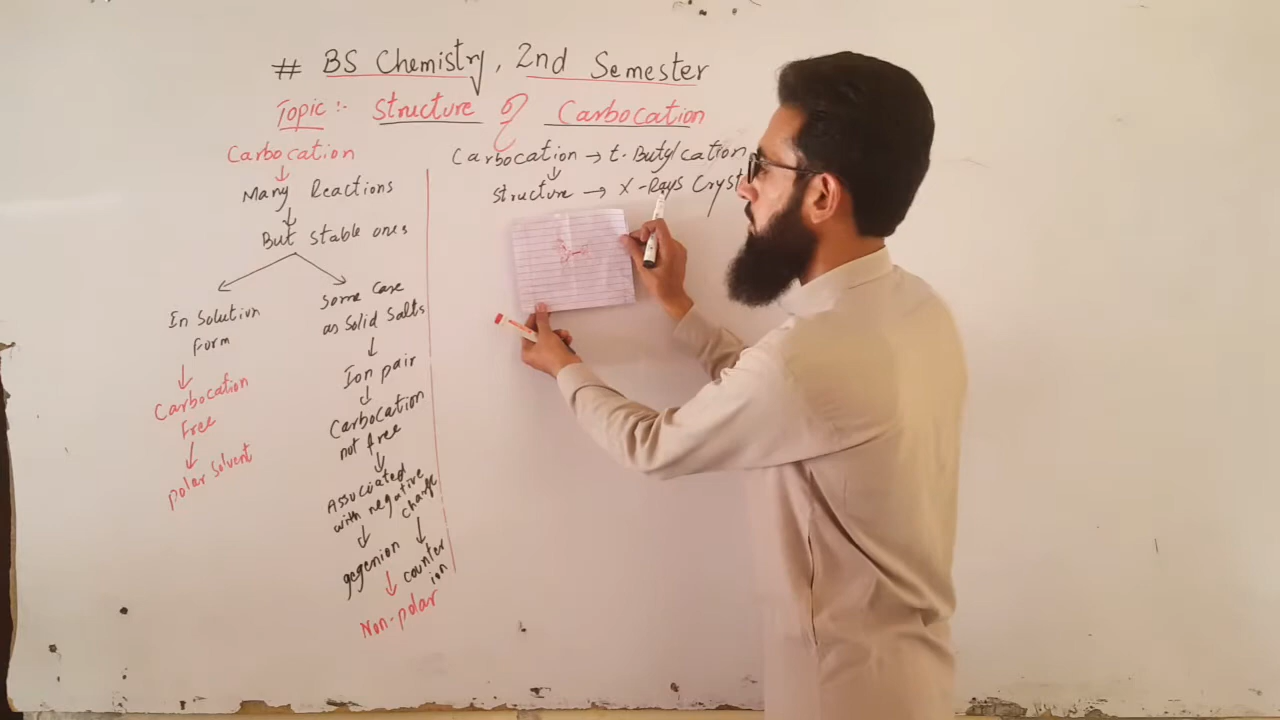 # BS Chemistry, 2nd Semester
Topic:- Structure of Carbocation
Carbocation
↓
Many Reactions
↓
But stable ones
In Solution
form
↓
Carbocation
Free
↓
polar solvent
Some Case
as Solid Salts
↓
Ion pair
↓
Carbocation
not free
↓
Associated
with negative
charge
↓ ↓
gegenion counter
ion
↓
Non-polar
Carbocation → t.Butylcation
↓
Structure → X-Rays Cryst